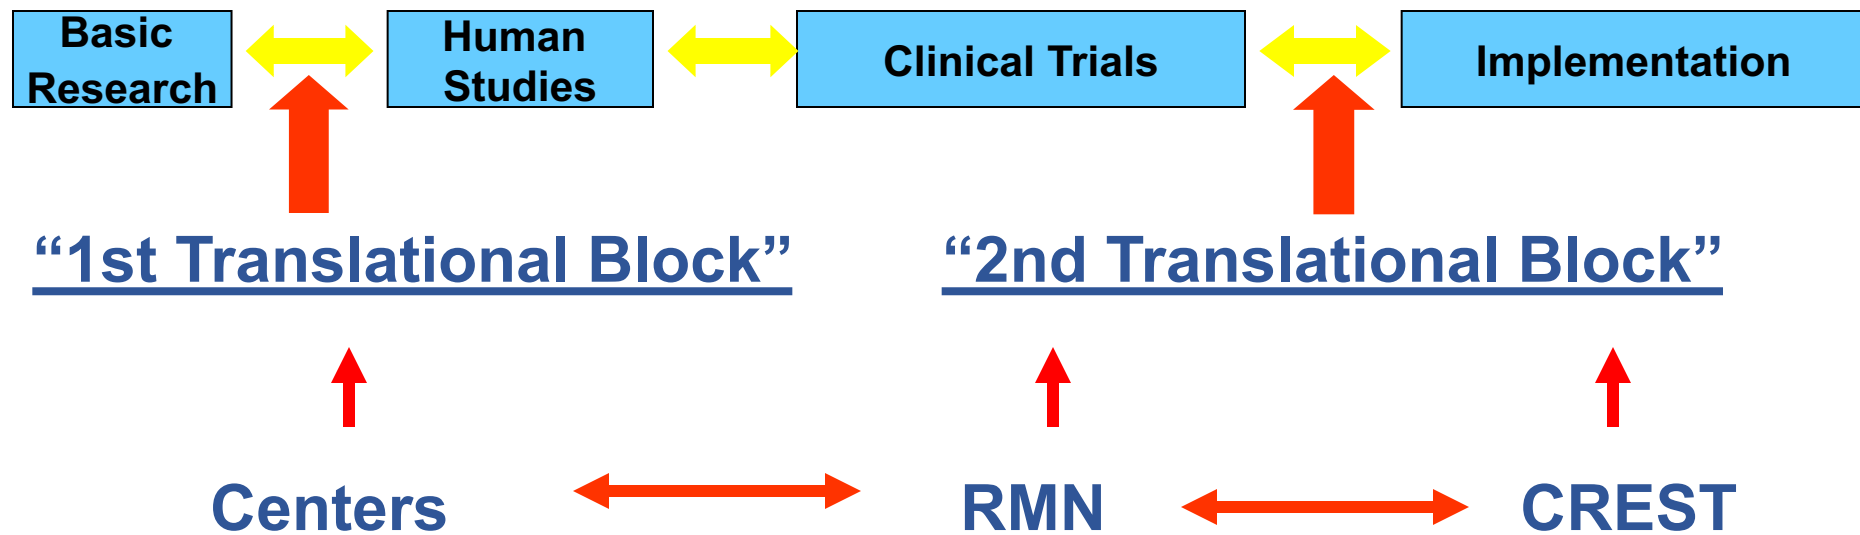 Basic
Research
Human
Studies
Clinical Trials
Implementation
“1st Translational Block”
“2nd Translational Block”
Centers
RMN
CREST